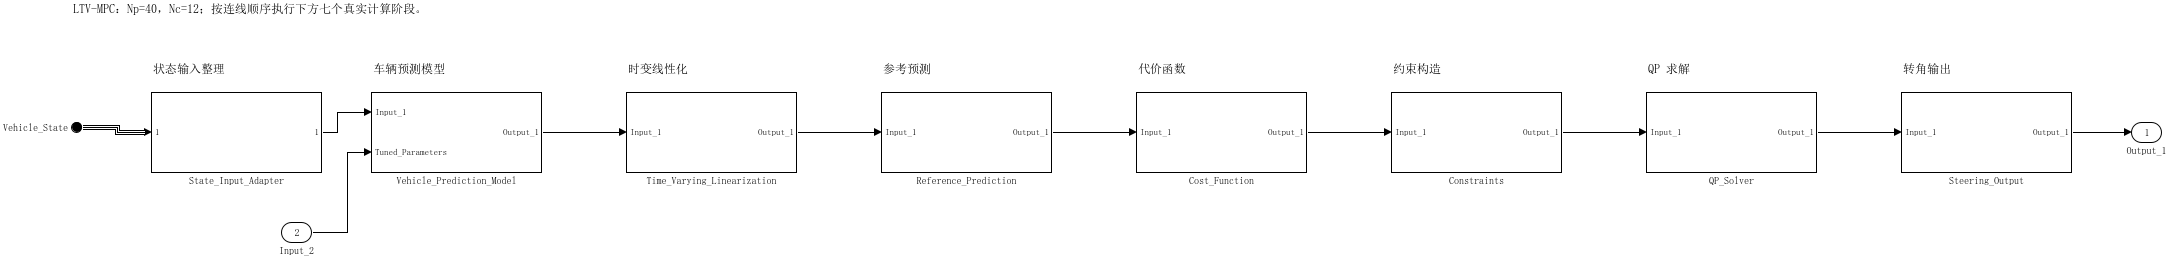 LTV-MPC: Np=40, Nc=12; 按连线顺序执行下方七个真实计算阶段。
状态输入整理
车辆预测模型
时变线性化
参考预测
代价函数
约束构造
QP 求解
转角输出
Vehicle_State
1
1
State_Input_Adapter
Input_1
Tuned_Parameters
Output_1
Vehicle_Prediction_Model
Input_1
Output_1
Time_Varying_Linearization
Input_1
Output_1
Reference_Prediction
Input_1
Output_1
Cost_Function
Input_1
Output_1
Constraints
Input_1
Output_1
QP_Solver
Input_1
Output_1
Steering_Output
1
Output_1
2
Input_2